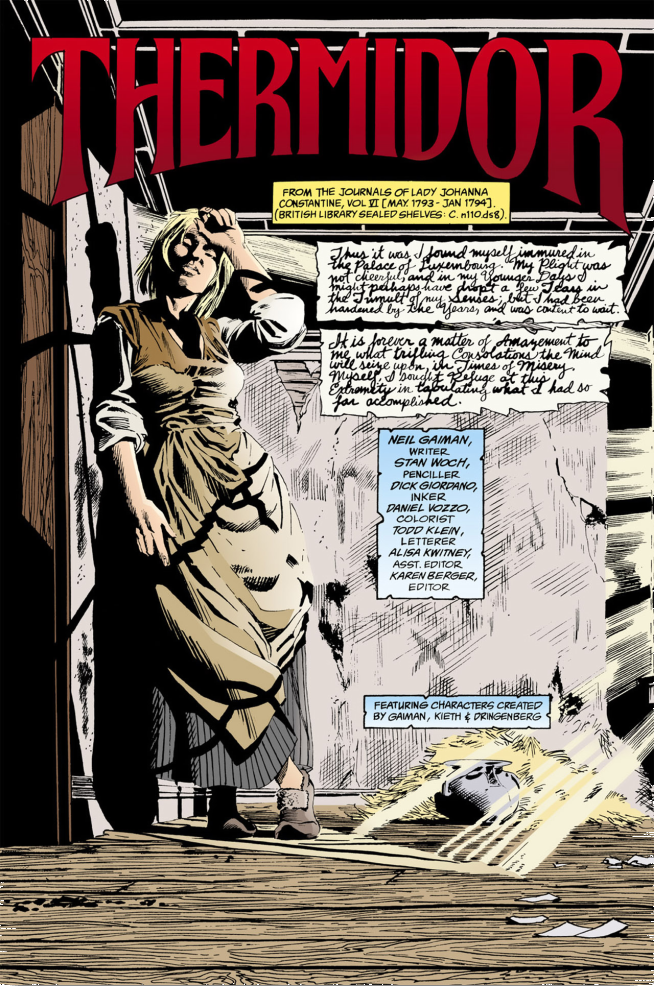 THERMIDOR
FROM THE JOURNALS OF LADY JOHANNA
CONSTANTINE, VOL VI [MAY 1793 - JAN 1794].
(BRITISH LIBRARY SEALED SHELVES: C. n110.ds8).
Thus it was I found myself immured in
the Palace of Luxembourg. My Plight was
not cheerful, and in my Younger Days I
might perhaps have dropt a few Tears in
the Tumult of my Senses; but I had been
hardened by the Years, and was content to wait.
It is forever a matter of Amazement to
me what trifling Consolations the Mind
will seize upon, in Times of Misery.
Myself, I sought Refuge at this
Extremity in tabulating what I had so
far accomplished.
NEIL GAIMAN,
WRITER
STAN WOCH,
PENCILLER
DICK GIORDANO,
INKER
DANIEL VOZZO,
COLORIST
TODD KLEIN,
LETTERER
ALISA KWITNEY,
ASST. EDITOR
KAREN BERGER,
EDITOR
FEATURING CHARACTERS CREATED
BY GAIMAN, KIETH & DRINGENBERG